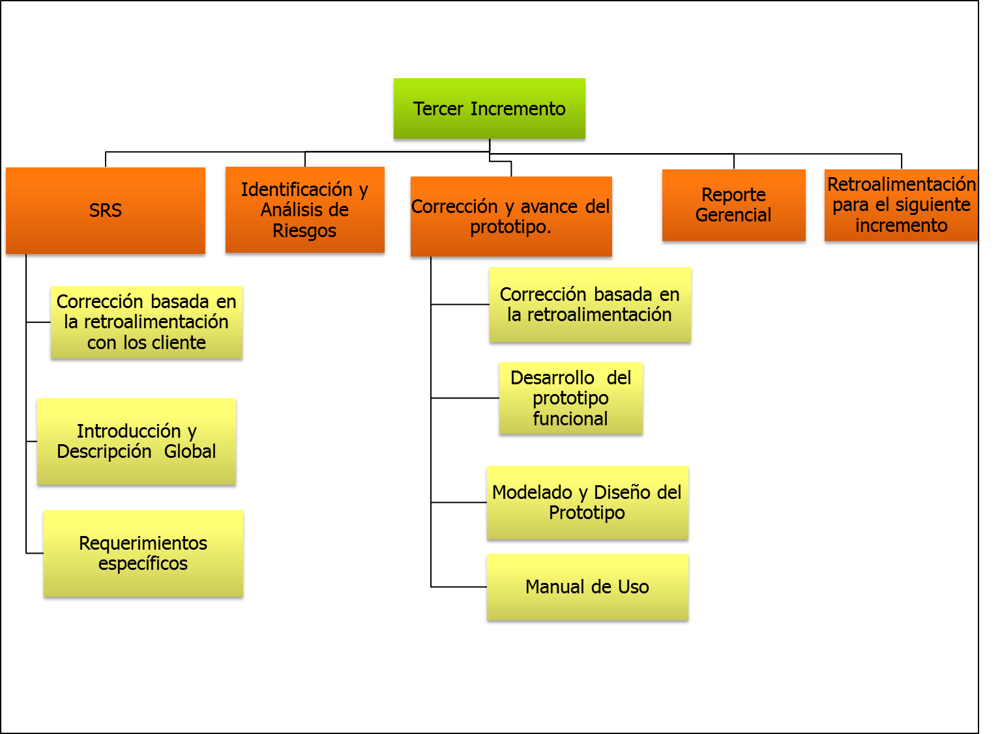 Tercer Incremento
SRS
Identificación y
Análisis de
Riesgos
Corrección y avance del
prototipo.
Reporte
Gerencial
Retroalimentación
para el siguiente
incremento
Corrección basada en
la retroalimentación
con los cliente
Introducción y
Descripción Global
Requerimientos
específicos
Corrección basada en
la retroalimentación
Desarrollo del
prototipo
funcional
Modelado y Diseño del
Prototipo
Manual de Uso